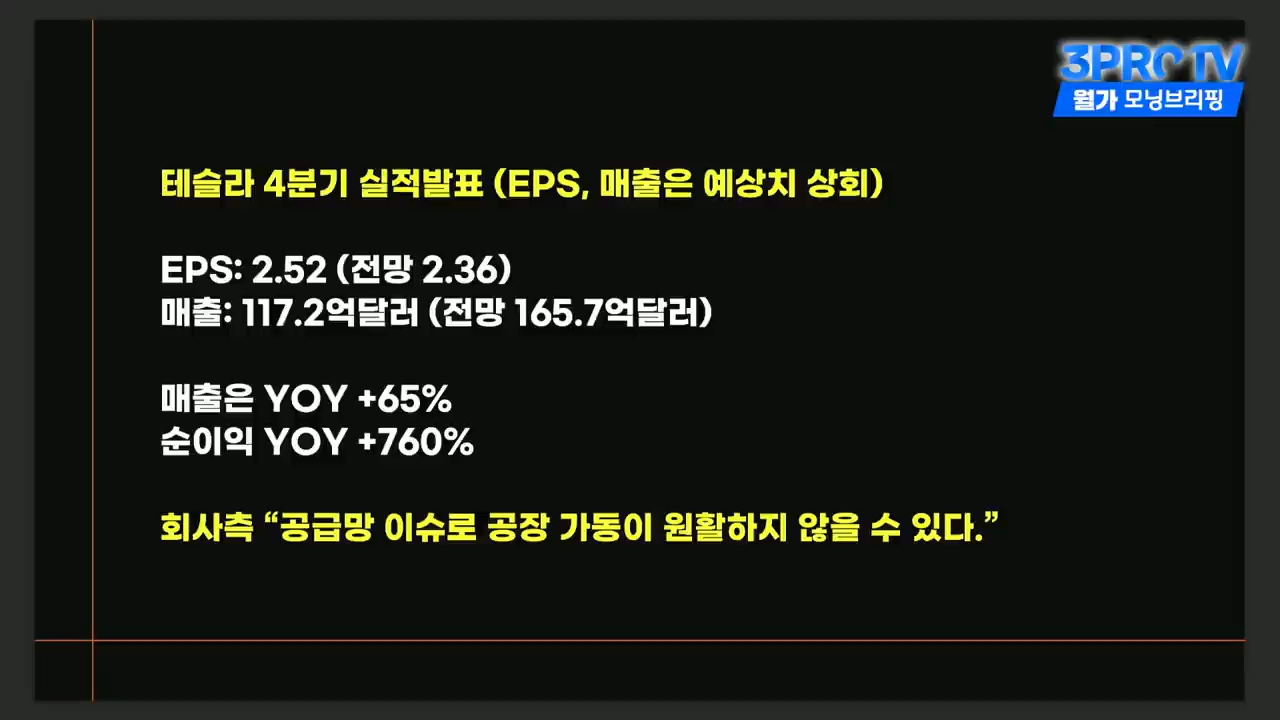 3PRO TV
월가 모닝브리핑
테슬라 4분기 실적발표 (EPS, 매출은 예상치 상회)
EPS: 2.52 (전망 2.36)
매출: 117.2억달러 (전망 165.7억달러)
매출은 YOY +65%
순이익 YOY +760%
회사측 “공급망 이슈로 공장 가동이 원활하지 않을 수 있다.”